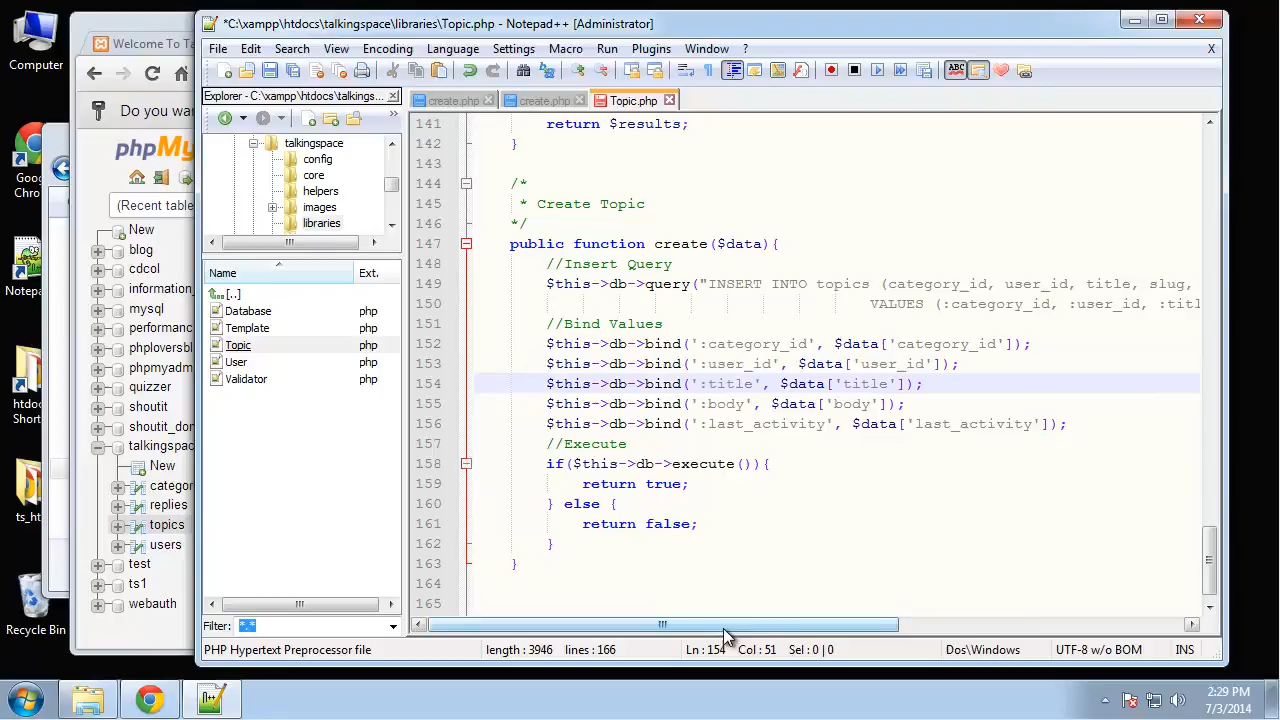 *C:\xampp\htdocs\talkingspace\libraries\Topic.php - Notepad++ [Administrator]
Computer
Welcome To Ta
File Edit Search View Encoding Language Settings Macro Run Plugins Window ? X
Explorer - C:\xampp\htdocs\talkings...
create.php
create.php
Topic.php
Do you want
phpMy
(Recent table
New
blog
cdcol
information_
mysql
performanc
phploversbl
phpmyadm
quizzer
shoutit
shoutit_don
talkingspac
New
categor
replies
topics
users
test
ts1
webauth
Goo
Chro
Notepa
htdoc
Short
ts_ht
Recycle Bin
talkingspace
config
core
helpers
images
libraries
Name Ext.
[..]
Database php
Template php
Topic php
User php
Validator php
Filter: *.*
141 return $results;
142 }
143
144 /*
145 * Create Topic
146 */
147 public function create($data){
148 //Insert Query
149 $this->db->query("INSERT INTO topics (category_id, user_id, title, slug,
150 VALUES (:category_id, :user_id, :titl
151 //Bind Values
152 $this->db->bind(':category_id', $data['category_id']);
153 $this->db->bind(':user_id', $data['user_id']);
154 $this->db->bind(':title', $data['title']);
155 $this->db->bind(':body', $data['body']);
156 $this->db->bind(':last_activity', $data['last_activity']);
157 //Execute
158 if($this->db->execute()){
159 return true;
160 } else {
161 return false;
162 }
163 }
164
165
PHP Hypertext Preprocessor file length : 3946 lines : 166 Ln : 154 Col : 51 Sel : 0 | 0 Dos\Windows UTF-8 w/o BOM INS
2:29 PM
7/3/2014